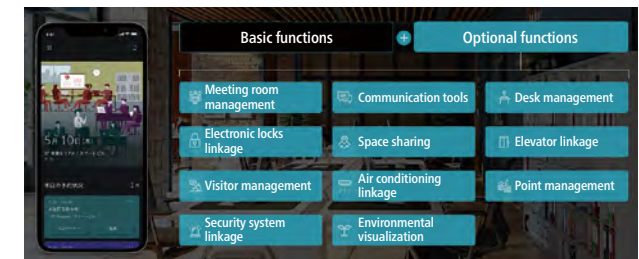 Basic functions
Optional functions
Meeting room
management
Communication tools
Desk management
Electronic locks
linkage
Space sharing
Elevator linkage
Visitor management
Air conditioning
linkage
Point management
Security system
linkage
Environmental
visualization
5月10日